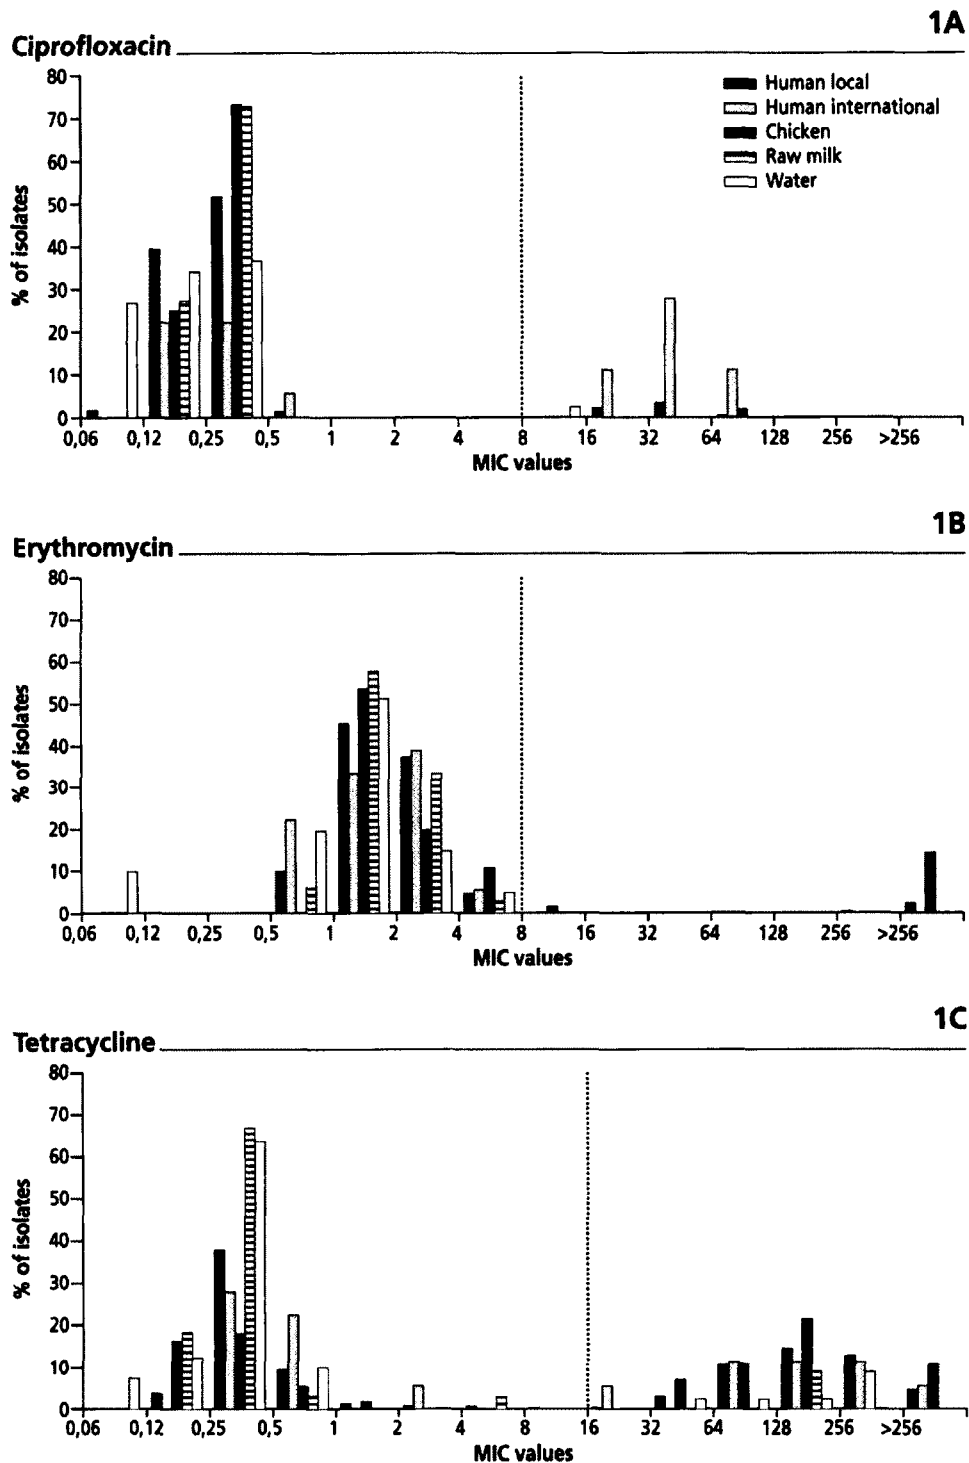 1A
Ciprofloxacin
80
70
60
50
40
30
20
10
0
% of isolates
Human local
Human international
Chicken
Raw milk
Water
0,06 0,12 0,25 0,5 1 2 4 8 16 32 64 128 256 >256
MIC values
1B
Erythromycin
80
70
60
50
40
30
20
10
0
% of isolates
0,06 0,12 0,25 0,5 1 2 4 8 16 32 64 128 256 >256
MIC values
1C
Tetracycline
80
70
60
50
40
30
20
10
0
% of isolates
0,06 0,12 0,25 0,5 1 2 4 8 16 32 64 128 256 >256
MIC values